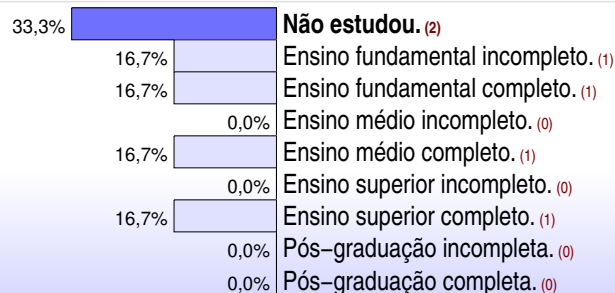 33,3% Não estudou. (2)
16,7% Ensino fundamental incompleto. (1)
16,7% Ensino fundamental completo. (1)
0,0% Ensino médio incompleto. (0)
16,7% Ensino médio completo. (1)
0,0% Ensino superior incompleto. (0)
16,7% Ensino superior completo. (1)
0,0% Pós−graduação incompleta. (0)
0,0% Pós−graduação completa. (0)